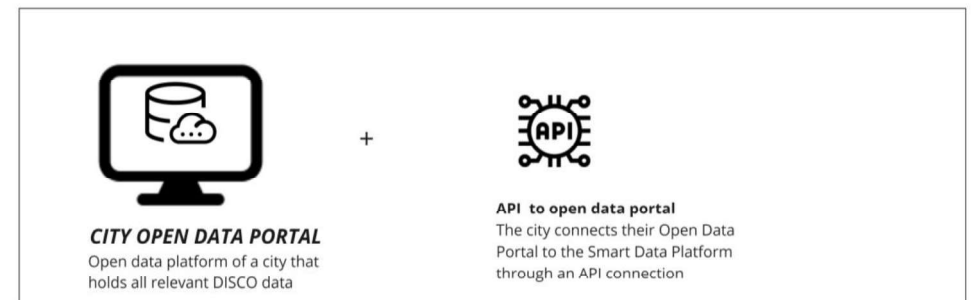 +
API
CITY OPEN DATA PORTAL
Open data platform of a city that
holds all relevant DISCO data
API to open data portal
The city connects their Open Data
Portal to the Smart Data Platform
through an API connection